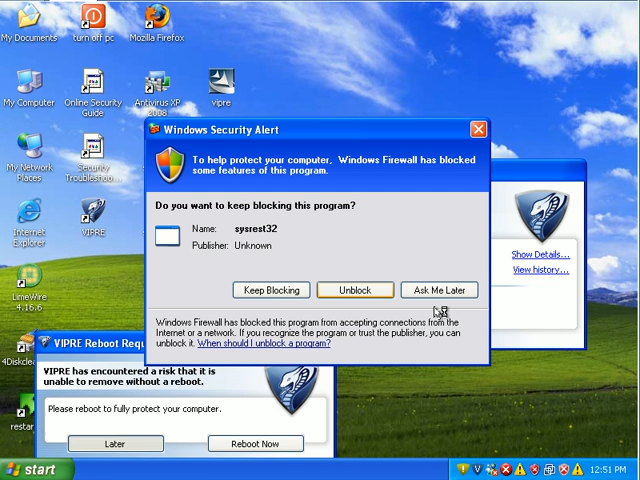 My Documents
turn off pc
Mozilla Firefox
My Computer
Online Security
Guide
Antivirus XP
2008
vipre
My Network
Places
Security
Troubleshoo...
Internet
Explorer
VIPRE
LimeWire
4.16.6
4Diskclea
restar
Windows Security Alert
To help protect your computer, Windows Firewall has blocked
some features of this program.
Do you want to keep blocking this program?
Name: sysrest32
Publisher: Unknown
Keep Blocking
Unblock
Ask Me Later
Windows Firewall has blocked this program from accepting connections from the
Internet or a network. If you recognize the program or trust the publisher, you can
unblock it. When should I unblock a program?
Show Details...
View history...
VIPRE Reboot Requ
VIPRE has encountered a risk that it is
unable to remove without a reboot.
Please reboot to fully protect your computer.
Later
Reboot Now
start
12:51 PM